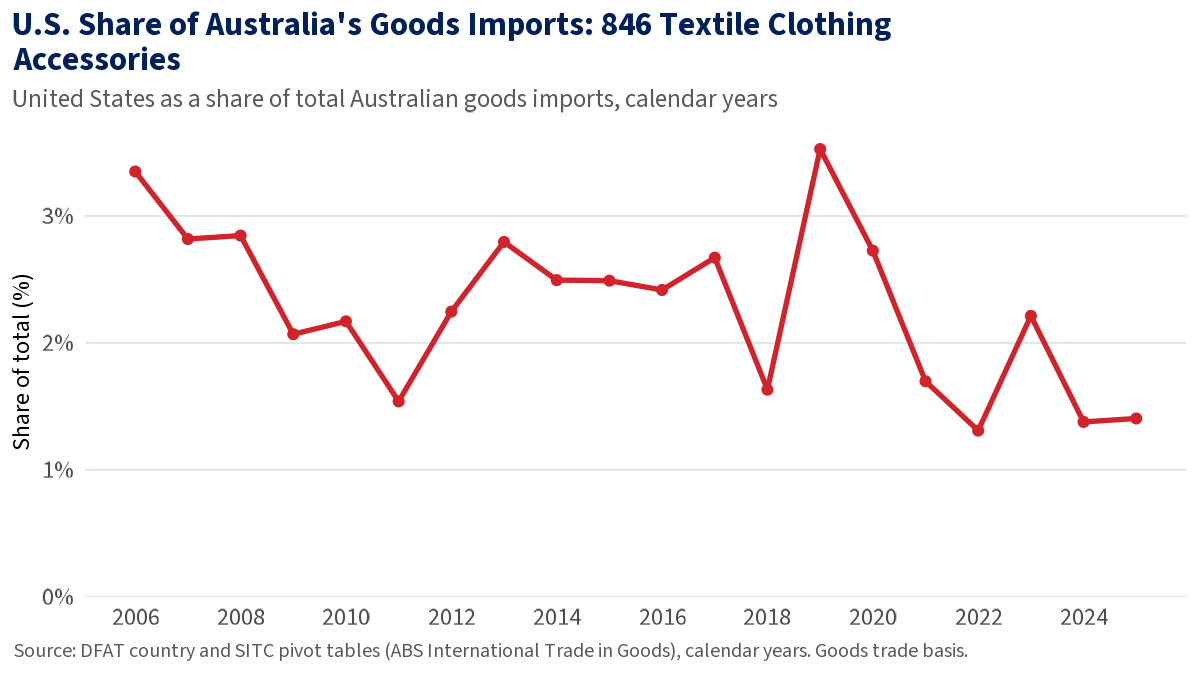 U.S. Share of Australia's Goods Imports: 846 Textile Clothing
Accessories
United States as a share of total Australian goods imports, calendar years
Share of total (%)
3%
2%
1%
0%
2006 2008 2010 2012 2014 2016 2018 2020 2022 2024
Source: DFAT country and SITC pivot tables (ABS International Trade in Goods), calendar years. Goods trade basis.